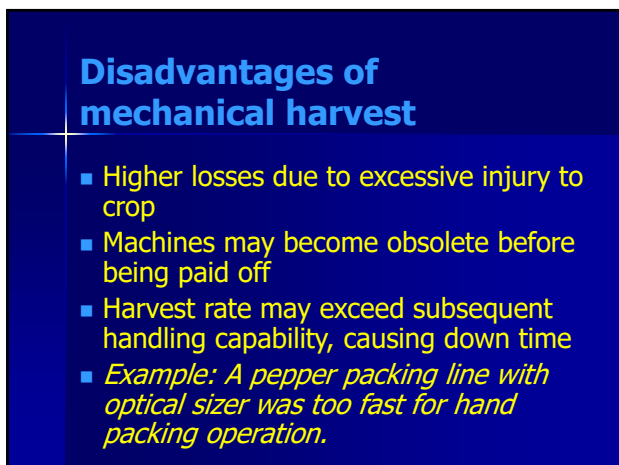 Disadvantages of
mechanical harvest
Higher losses due to excessive injury to
crop
Machines may become obsolete before
being paid off
Harvest rate may exceed subsequent
handling capability, causing down time
Example: A pepper packing line with
optical sizer was too fast for hand
packing operation.